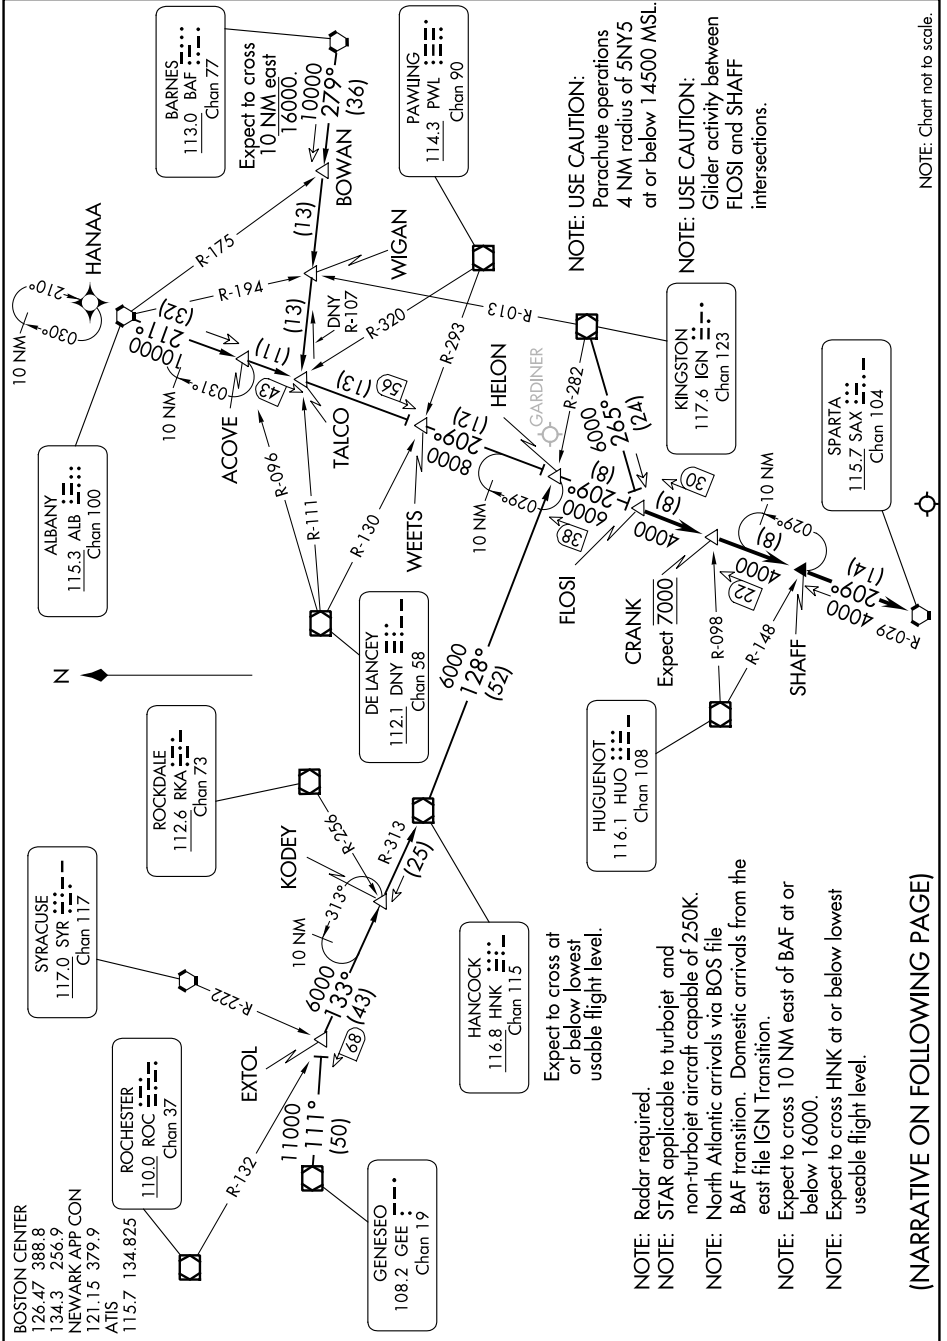 BOSTON CENTER
126.47 388.8
134.3 256.9
NEWARK APP CON
121.15 379.9
ATIS
115.7 134.825
ROCHESTER
110.0 ROC
Chan 37
SYRACUSE
117.0 SYR
Chan 117
ROCKDALE
112.6 RKA
Chan 73
N
ALBANY
115.3 ALB
Chan 100
10 NM
030°
210°
HANAA
BARNES
113.0 BAF
Chan 77
Expect to cross
10 NM east
16000.
10000
279°
(36)
BOWAN
R-175
R-194
(13)
WIGAN
(13)
DNY
R-107
R-320
PAWLING
114.3 PWL
Chan 90
10000
211°
(32)
10 NM
031°
ACOVE
(11)
43
TALCO
R-096
R-111
R-130
(13)
56
R-293
R-013
WEETS
DE LANCEY
112.1 DNY
Chan 58
8000
209°
(12)
10 NM
029°
HELON
GARDINER
R-282
KINGSTON
117.6 IGN
Chan 123
6000
265°
(24)
6000
209°
(8)
38
FLOSI
30
4000
(8)
CRANK
Expect 7000
22
4000
(8)
10 NM
029°
SHAFF
R-098
R-148
4000
209°
(14)
R-029
SPARTA
115.7 SAX
Chan 104
HUGUENOT
116.1 HUO
Chan 108
R-132
R-222
EXTOL
11000
111°
(50)
68
6000
133°
(43)
10 NM
313°
KODEY
R-256
R-313
(25)
6000
128°
(52)
GENESEO
108.2 GEE
Chan 19
HANCOCK
116.8 HNK
Chan 115
Expect to cross at
or below lowest
usable flight level.
NOTE: USE CAUTION:
Parachute operations
4 NM radius of 5NY5
at or below 14500 MSL.
NOTE: USE CAUTION:
Glider activity between
FLOSI and SHAFF
intersections.
NOTE: Radar required.
NOTE: STAR applicable to turbojet and
non-turbojet aircraft capable of 250K.
NOTE: North Atlantic arrivals via BOS file
BAF transition. Domestic arrivals from the
east file IGN Transition.
NOTE: Expect to cross 10 NM east of BAF at or
below 16000.
NOTE: Expect to cross HNK at or below lowest
useable flight level.
(NARRATIVE ON FOLLOWING PAGE)
NOTE: Chart not to scale.